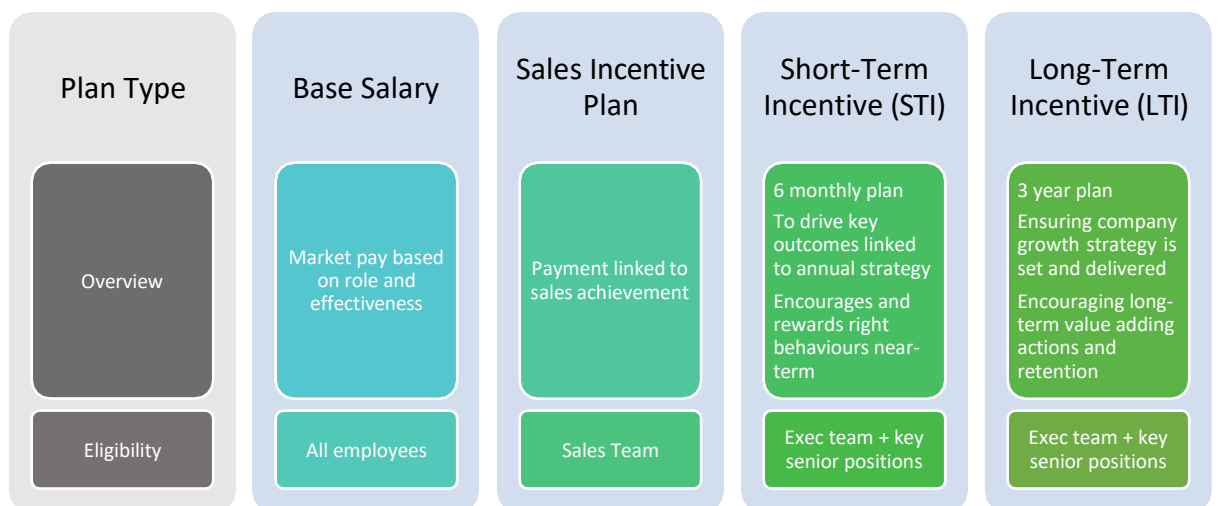 Plan Type
Base Salary
Sales Incentive
Plan
Short-Term
Incentive (STI)
Long-Term
Incentive (LTI)
Overview
Market pay based
on role and
effectiveness
Payment linked to
sales achievement
6 monthly plan
To drive key
outcomes linked
to annual strategy
Encourages and
rewards right
behaviours near-
term
3 year plan
Ensuring company
growth strategy is
set and delivered
Encouraging long-
term value adding
actions and
retention
Eligibility
All employees
Sales Team
Exec team + key
senior positions
Exec team + key
senior positions